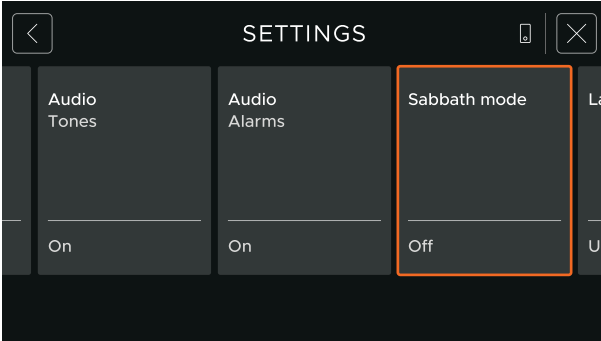 SETTINGS
Audio
Tones
On
Audio
Alarms
On
Sabbath mode
Off